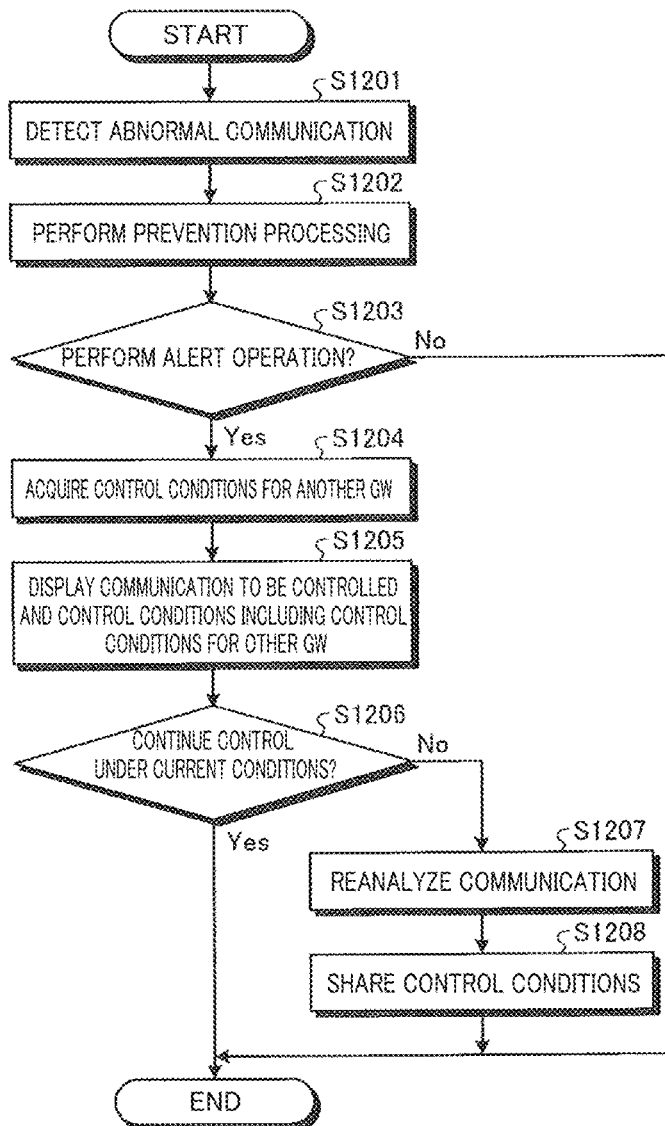 START
S1201
DETECT ABNORMAL COMMUNICATION
S1202
PERFORM PREVENTION PROCESSING
S1203
PERFORM ALERT OPERATION?
No
Yes
S1204
ACQUIRE CONTROL CONDITIONS FOR ANOTHER GW
S1205
DISPLAY COMMUNICATION TO BE CONTROLLED
AND CONTROL CONDITIONS INCLUDING CONTROL
CONDITIONS FOR OTHER GW
S1206
CONTINUE CONTROL
UNDER CURRENT CONDITIONS?
No
Yes
S1207
REANALYZE COMMUNICATION
S1208
SHARE CONTROL CONDITIONS
END